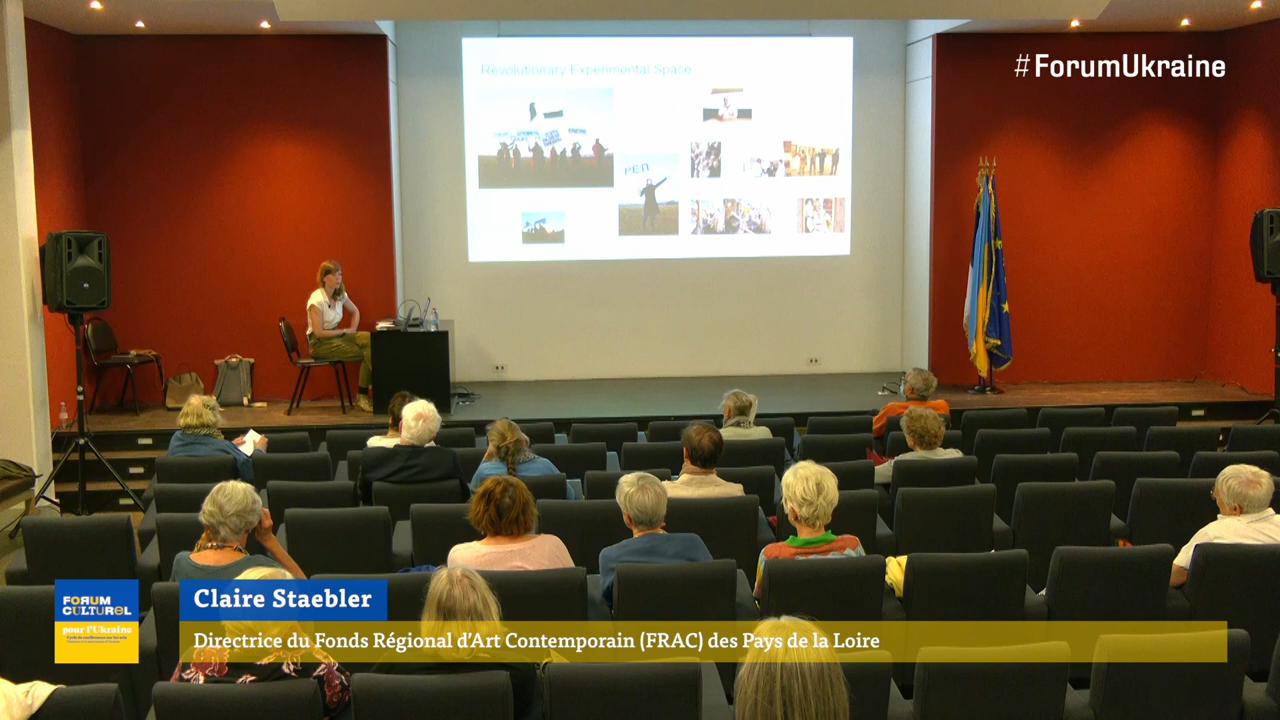 #ForumUkraine
Revolutionary Experimental Space
РЕП
FORUM
CULTUREL
pour l'Ukraine
Claire Staebler
Directrice du Fonds Régional d'Art Contemporain (FRAC) des Pays de la Loire